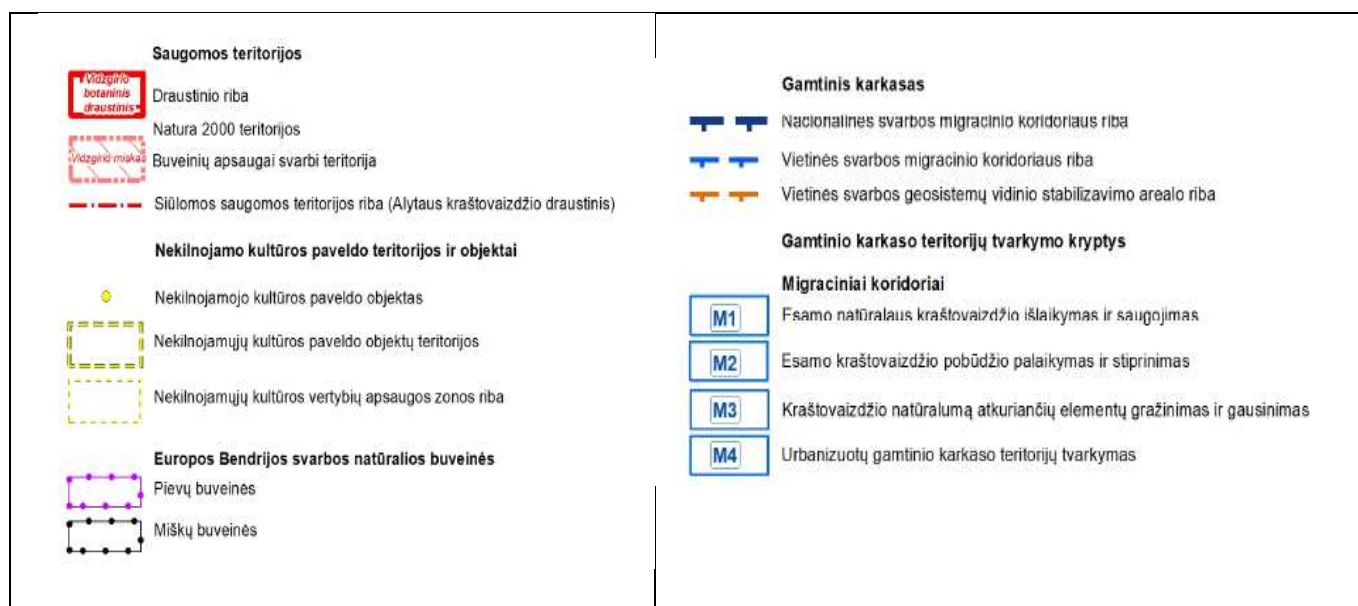 Saugomos teritorijos
Vidzgirio
botaninis
draustinis
Draustinio riba
Natura 2000 teritorijos
Vidzgirio miškas
Buveinių apsaugai svarbi teritorija
Siūlomos saugomos teritorijos riba (Alytaus kraštovaizdžio draustinis)
Nekilnojamo kultūros paveldo teritorijos ir objektai
Nekilnojamojo kultūros paveldo objektas
Nekilnojamųjų kultūros paveldo objektų teritorijos
Nekilnojamųjų kultūros vertybių apsaugos zonos riba
Europos Bendrijos svarbos natūralios buveinės
Pievų buveinės
Miškų buveinės
Gamtinis karkasas
Nacionalinės svarbos migracinio koridoriaus riba
Vietinės svarbos migracinio koridoriaus riba
Vietinės svarbos geosistemų vidinio stabilizavimo arealo riba
Gamtinio karkaso teritorijų tvarkymo kryptys
Migraciniai koridoriai
M1 Esamo natūralaus kraštovaizdžio išlaikymas ir saugojimas
M2 Esamo kraštovaizdžio pobūdžio palaikymas ir stiprinimas
M3 Kraštovaizdžio natūralumą atkuriančių elementų gražinimas ir gausinimas
M4 Urbanizuotų gamtinio karkaso teritorijų tvarkymas